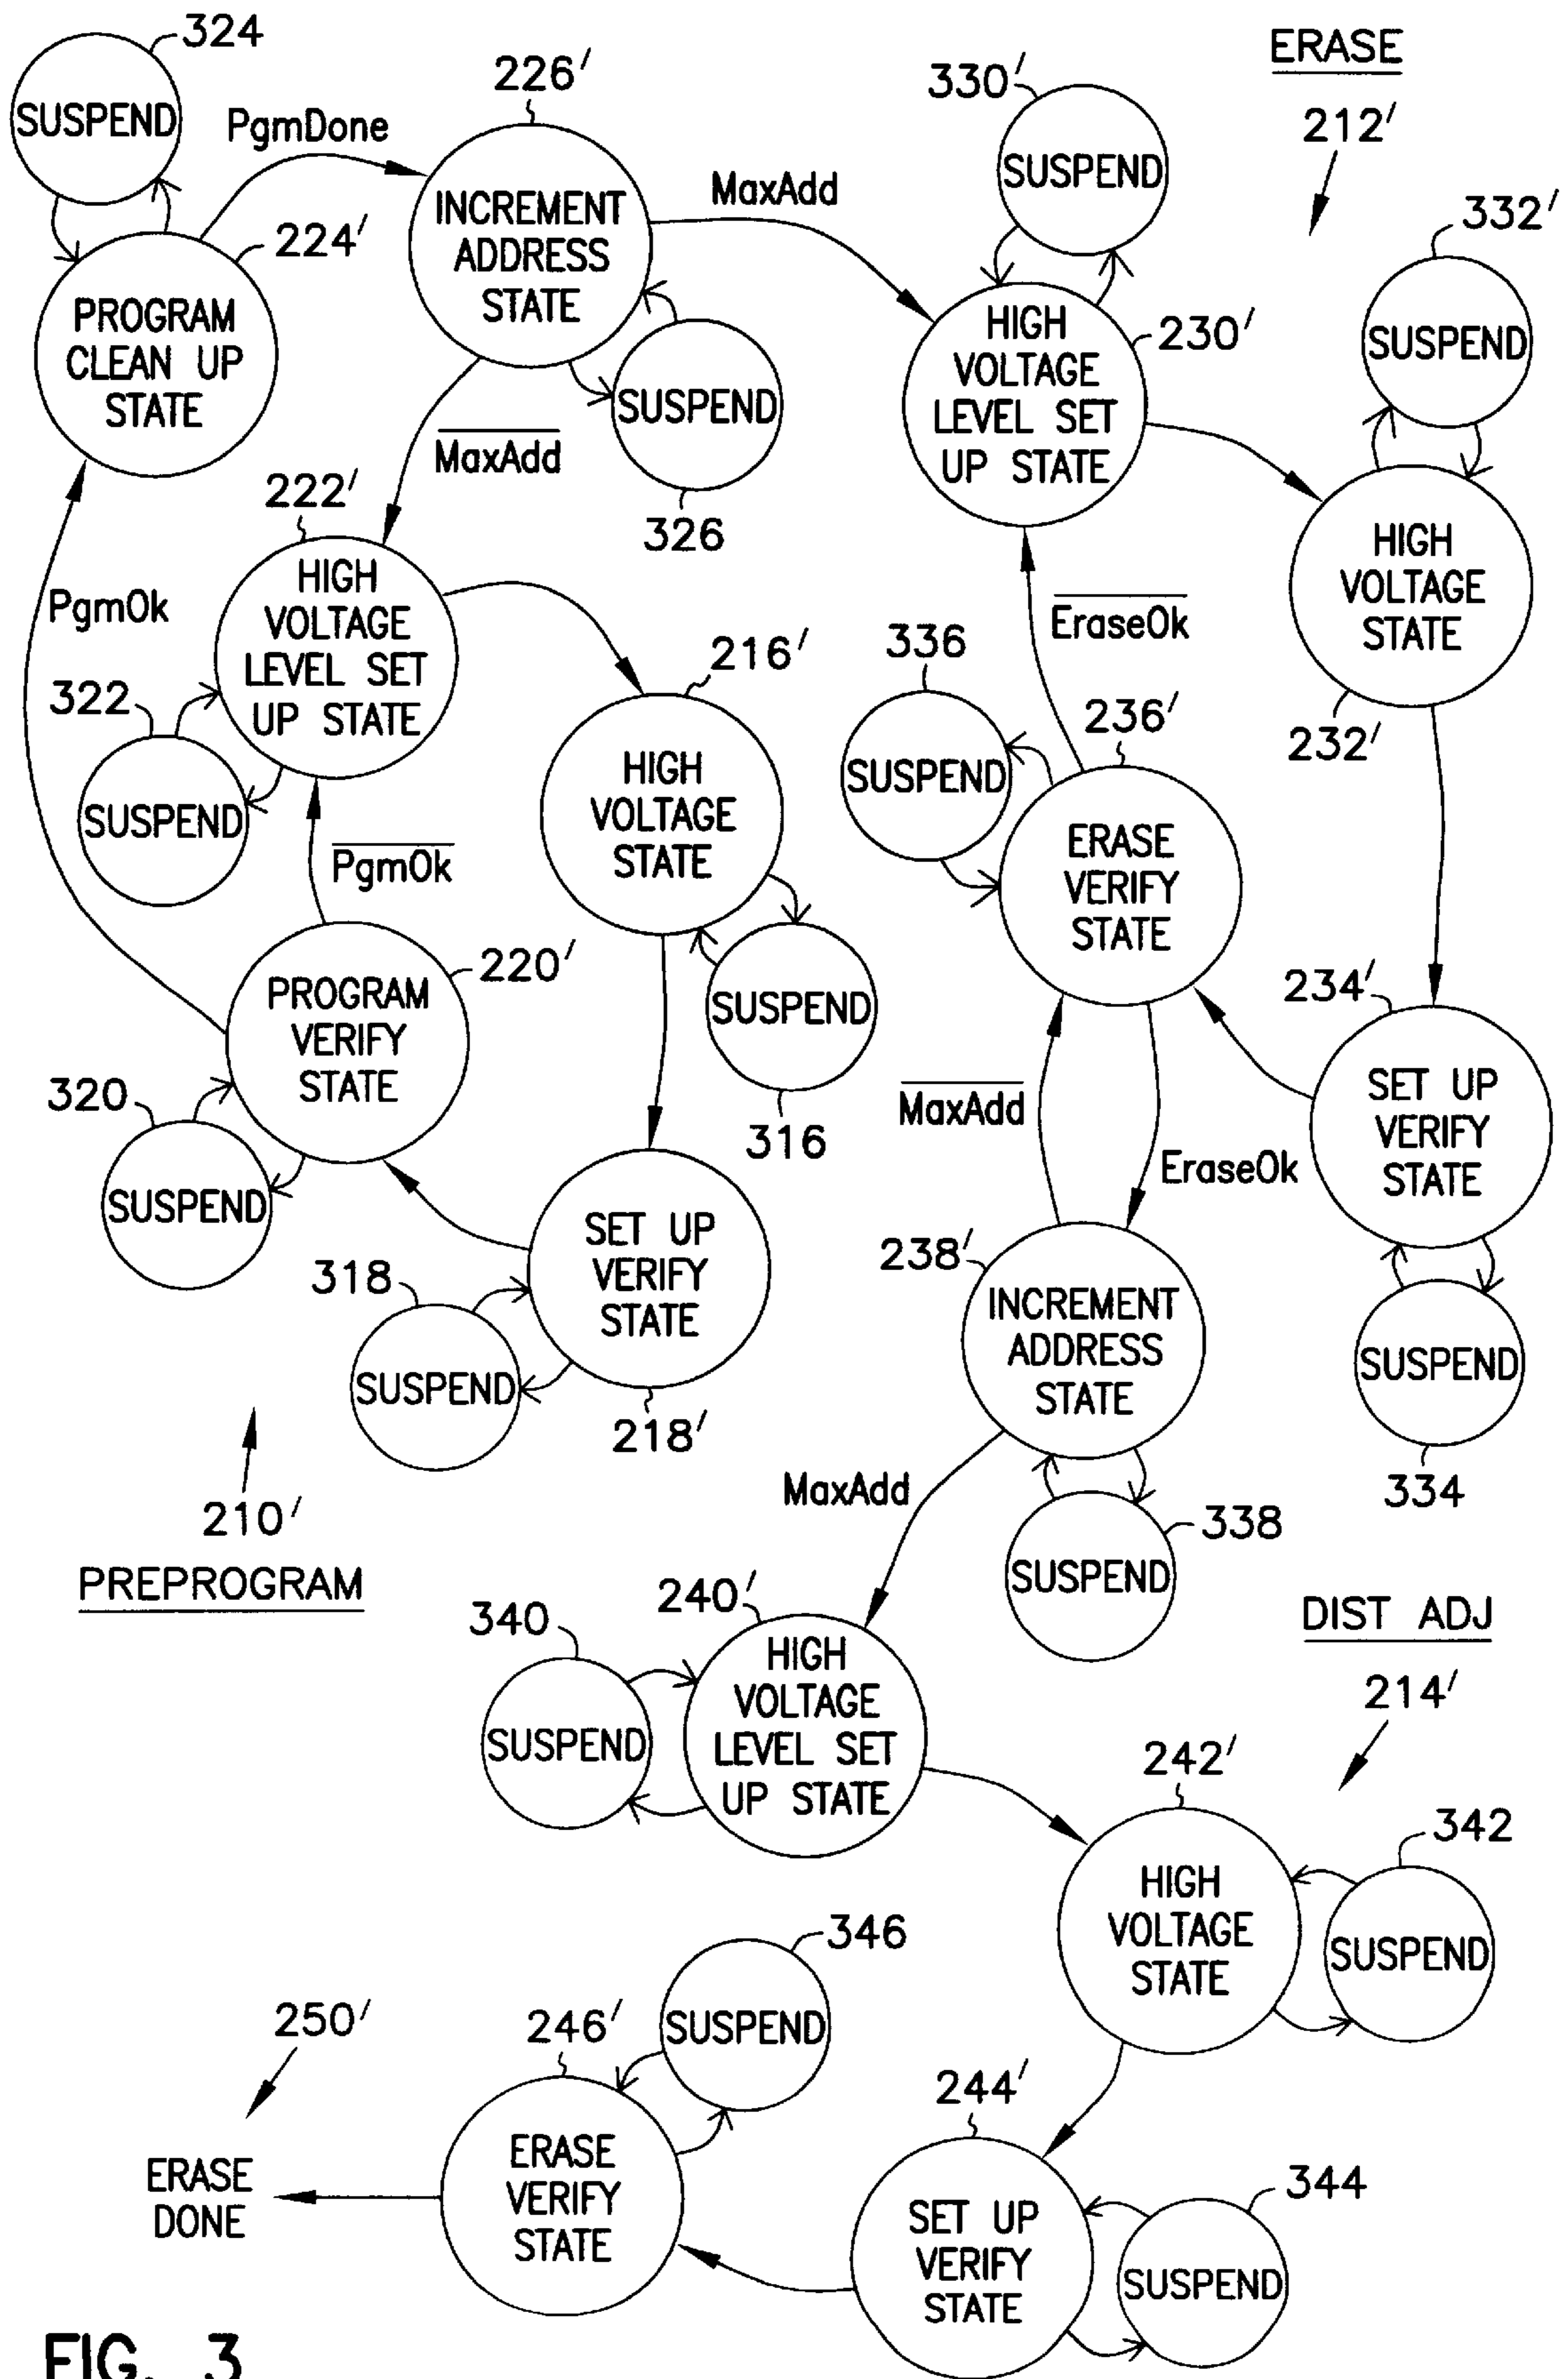 324
SUSPEND
PgmDone
226'
INCREMENT
ADDRESS
STATE
MaxAdd
330'
SUSPEND
ERASE
212'
332'
SUSPEND
224'
PROGRAM
CLEAN UP
STATE
SUSPEND
326
MaxAdd
HIGH
VOLTAGE
LEVEL SET
UP STATE
230'
HIGH
VOLTAGE
STATE
232'
PgmOk
222'
HIGH
VOLTAGE
LEVEL SET
UP STATE
322
SUSPEND
PgmOk
216'
HIGH
VOLTAGE
STATE
SUSPEND
316
336
SUSPEND
EraseOk
236'
ERASE
VERIFY
STATE
220'
PROGRAM
VERIFY
STATE
320
SUSPEND
MaxAdd
EraseOk
234'
SET UP
VERIFY
STATE
SUSPEND
334
318
SUSPEND
SET UP
VERIFY
STATE
218'
238'
INCREMENT
ADDRESS
STATE
MaxAdd
SUSPEND
338
210'
PREPROGRAM
340
SUSPEND
240'
HIGH
VOLTAGE
LEVEL SET
UP STATE
DIST ADJ
214'
242'
HIGH
VOLTAGE
STATE
342
SUSPEND
346
SUSPEND
250'
ERASE
DONE
246'
ERASE
VERIFY
STATE
244'
SET UP
VERIFY
STATE
344
SUSPEND
FIG. 3